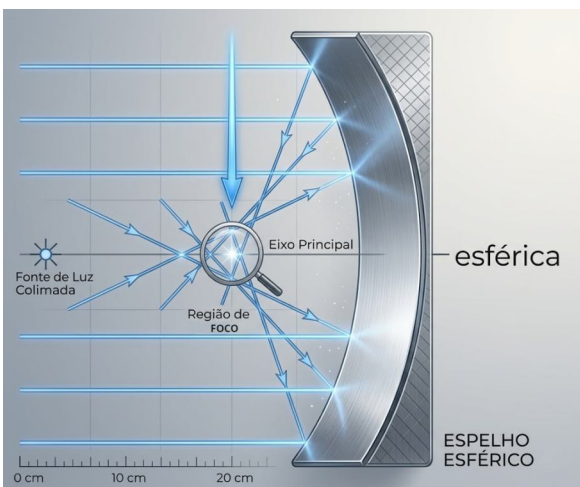 Eixo Principal
esférica
Fonte de Luz
Colimada
Região de
FOCO
ESPELHO
ESFÉRICO
0 cm 10 cm 20 cm